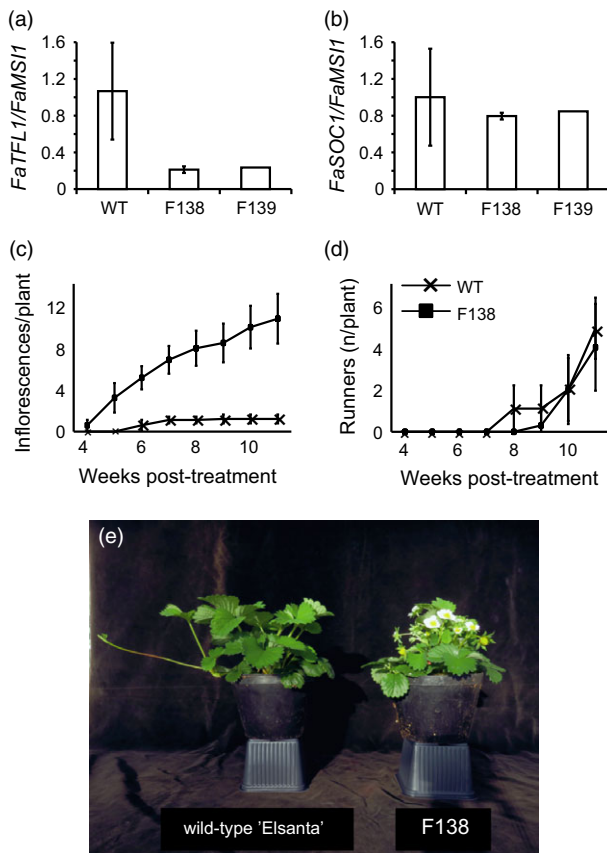 (a)
FaTFL1/FaMSI1
1.6
1.2
0.8
0.4
0
WT F138 F139
(b)
FaSOC1/FaMSI1
1.6
1.2
0.8
0.4
0
WT F138 F139
(c)
Inflorescences/plant
12
8
4
0
4 6 8 10
Weeks post-treatment
(d)
Runners (n/plant)
6
4
2
0
WT
F138
4 6 8 10
Weeks post-treatment
(e)
wild-type 'Elsanta'
F138